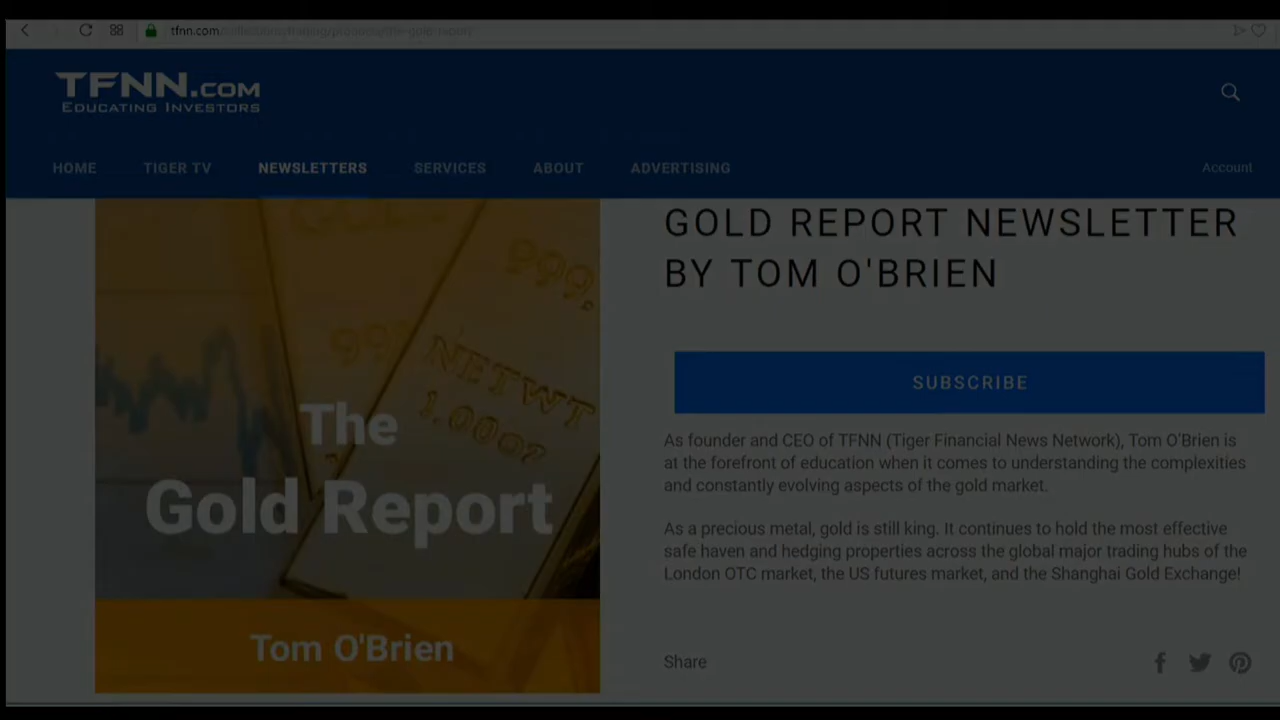 tfnn.com
TFNN.COM
EDUCATING INVESTORS
HOME TIGER TV NEWSLETTERS SERVICES ABOUT ADVERTISING Account
GOLD REPORT NEWSLETTER
BY TOM O'BRIEN
999.
NETWT
The
Gold Report
Tom O'Brien
SUBSCRIBE
As founder and CEO of TFNN (Tiger Financial News Network), Tom O'Brien is
at the forefront of education when it comes to understanding the complexities
and constantly evolving aspects of the gold market.
As a precious metal, gold is still king. It continues to hold the most effective
safe haven and hedging properties across the global major trading hubs of the
London OTC market, the US futures market, and the Shanghai Gold Exchange!
Share